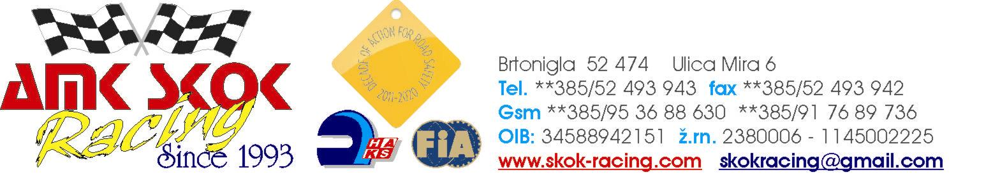 AMK SKOK
Racing
Since 1993
DECADE OF ACTION FOR ROAD SAFETY
2011-2020
HA
KS
FiA
Brtonigla 52 474 Ulica Mira 6
Tel. **385/52 493 943 fax **385/52 493 942
Gsm **385/95 36 88 630 **385/91 76 89 736
OIB: 34588942151 ž.rn. 2380006 - 1145002225
www.skok-racing.com skokracing@gmail.com